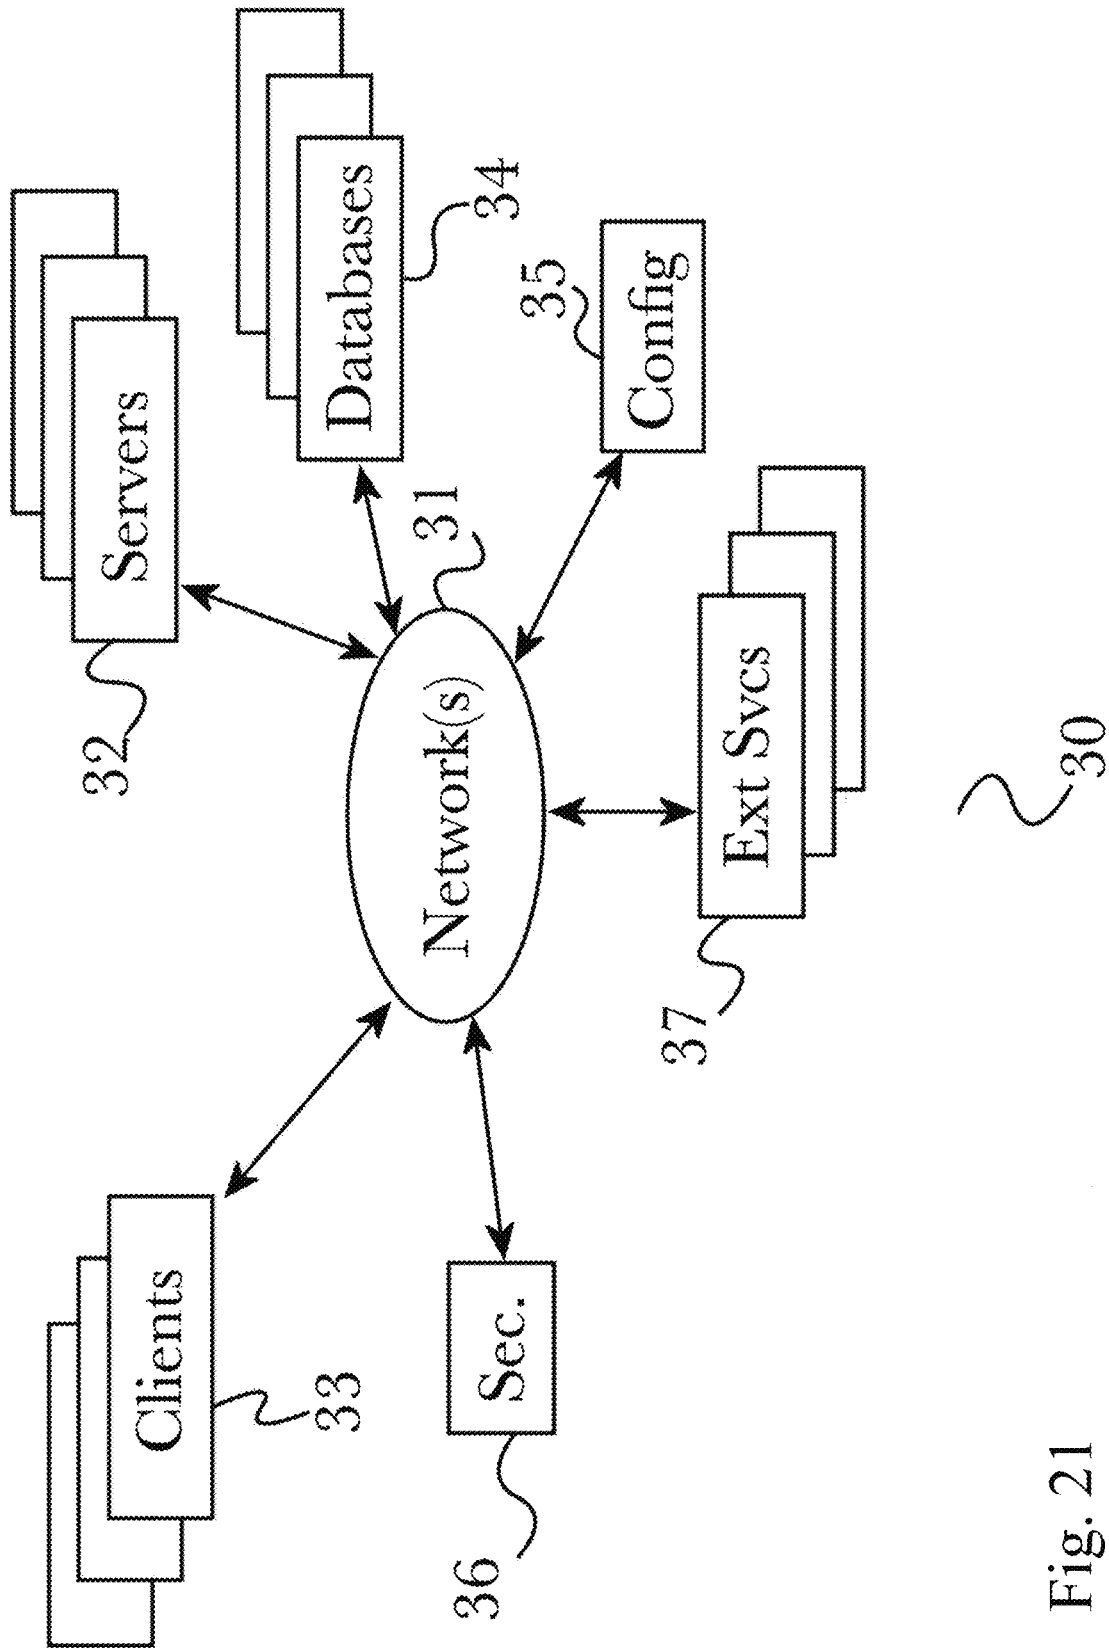 32
Servers
Clients
33
Databases
34
31
Network(s)
36
Sec.
35
Config
37
Ext Svcs
30
Fig. 21